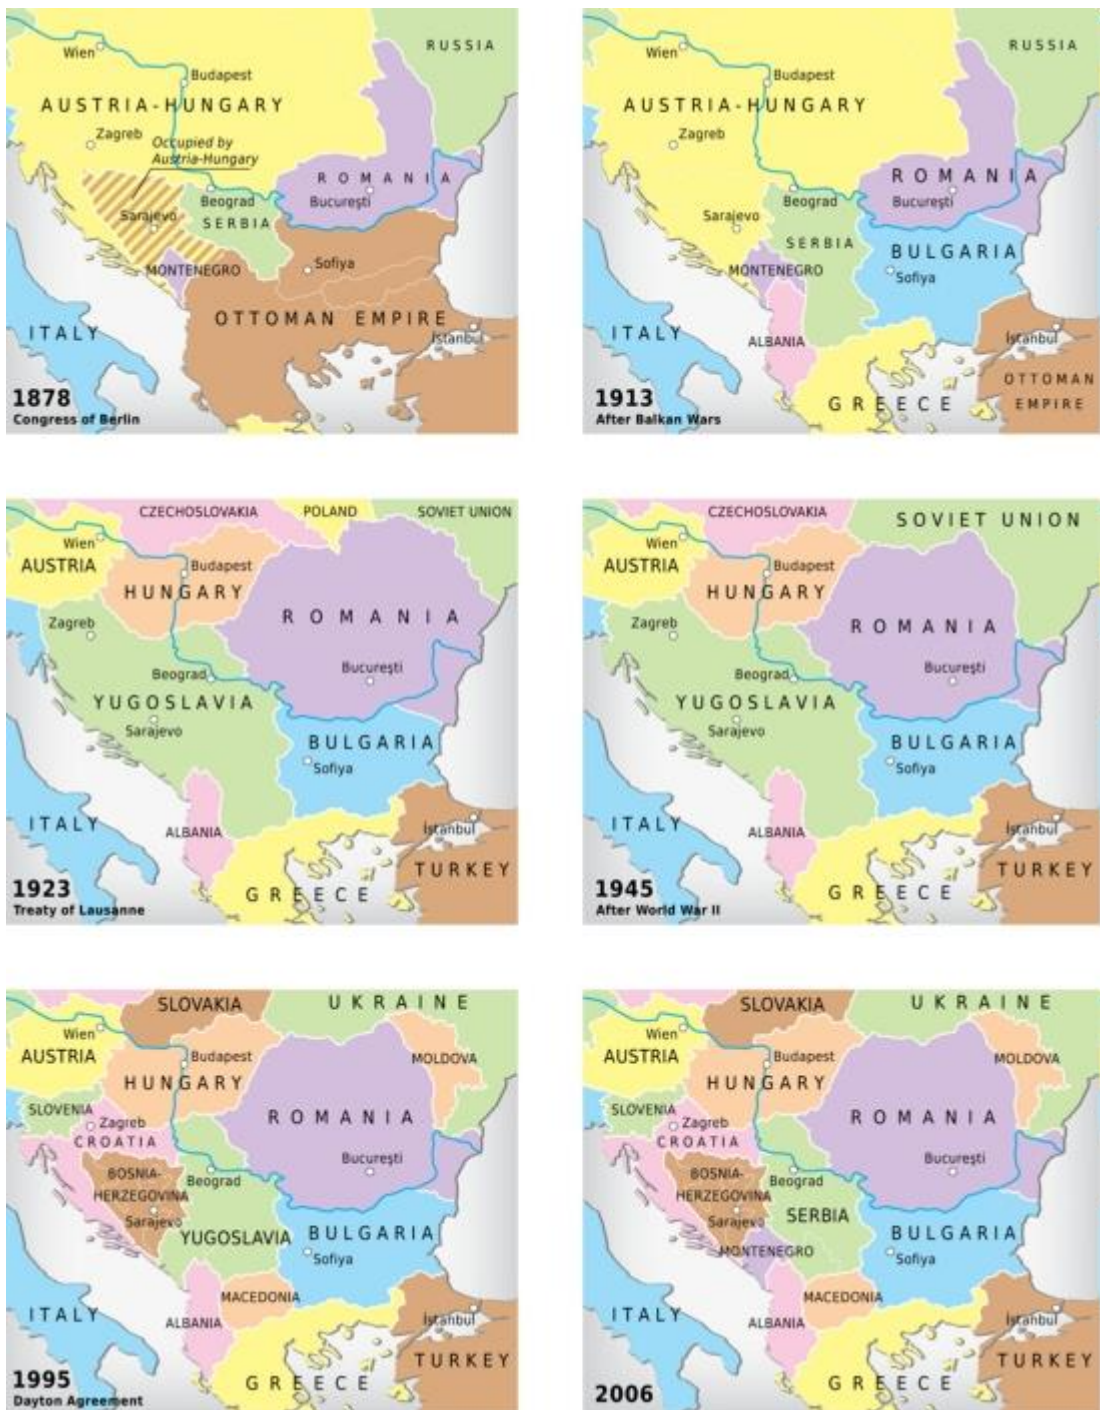 RUSSIA
Wien
Budapest
AUSTRIA-HUNGARY
Zagreb
Occupied by
Austria-Hungary
ROMANIA
Beograd
Bucureşti
Sarajevo
SERBIA
Sofiya
MONTENEGRO
OTTOMAN EMPIRE
ITALY
İstanbul
1878
Congress of Berlin
RUSSIA
Wien
Budapest
AUSTRIA-HUNGARY
Zagreb
ROMANIA
Beograd
Bucureşti
Sarajevo
SERBIA
BULGARIA
MONTENEGRO
Sofiya
ITALY
ALBANIA
İstanbul
OTTOMAN
EMPIRE
1913
GREECE
After Balkan Wars
CZECHOSLOVAKIA
POLAND
SOVIET UNION
Wien
AUSTRIA
Budapest
HUNGARY
ROMANIA
Zagreb
Beograd
Bucureşti
YUGOSLAVIA
Sarajevo
BULGARIA
Sofiya
ITALY
ALBANIA
İstanbul
TURKEY
1923
GREECE
Treaty of Lausanne
CZECHOSLOVAKIA
SOVIET UNION
Wien
AUSTRIA
Budapest
HUNGARY
Zagreb
ROMANIA
Beograd
Bucureşti
YUGOSLAVIA
Sarajevo
BULGARIA
Sofiya
ITALY
ALBANIA
İstanbul
TURKEY
1945
GREECE
After World War II
SLOVAKIA
UKRAINE
Wien
AUSTRIA
Budapest
MOLDOVA
HUNGARY
SLOVENIA
Zagreb
ROMANIA
CROATIA
Bucureşti
BOSNIA-
HERZEGOVINA
Beograd
Sarajevo
YUGOSLAVIA
BULGARIA
Sofiya
MACEDONIA
ITALY
ALBANIA
İstanbul
TURKEY
1995
GREECE
Dayton Agreement
SLOVAKIA
UKRAINE
Wien
AUSTRIA
Budapest
MOLDOVA
HUNGARY
SLOVENIA
Zagreb
ROMANIA
CROATIA
Bucureşti
BOSNIA-
HERZEGOVINA
Beograd
Sarajevo
SERBIA
BULGARIA
MONTENEGRO
Sofiya
MACEDONIA
ITALY
ALBANIA
İstanbul
TURKEY
2006
GREECE